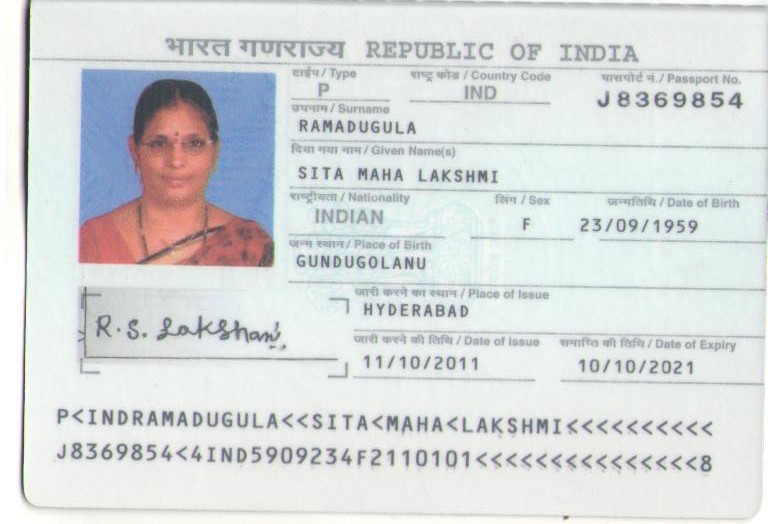 भारत गणराज्य REPUBLIC OF INDIA
टाईप / Type राष्ट्र कोड / Country Code पासपोर्ट नं. / Passport No.
P IND J8369854
उपनाम / Surname
RAMADUGULA
दिया गया नाम / Given Name(s)
SITA MAHA LAKSHMI
राष्ट्रीयता / Nationality लिंग / Sex जन्मतिथि / Date of Birth
INDIAN F 23/09/1959
जन्म स्थान / Place of Birth
GUNDUGOLANU
जारी करने का स्थान / Place of Issue
HYDERABAD
R.S. Lakshmi
जारी करने की तिथि / Date of Issue समाप्ति की तिथि / Date of Expiry
11/10/2011 10/10/2021
P<INDRAMADUGULA<<SITA<MAHA<LAKSHMI<<<<<<<<<<
J8369854<4IND5909234F2110101<<<<<<<<<<<<<<<8